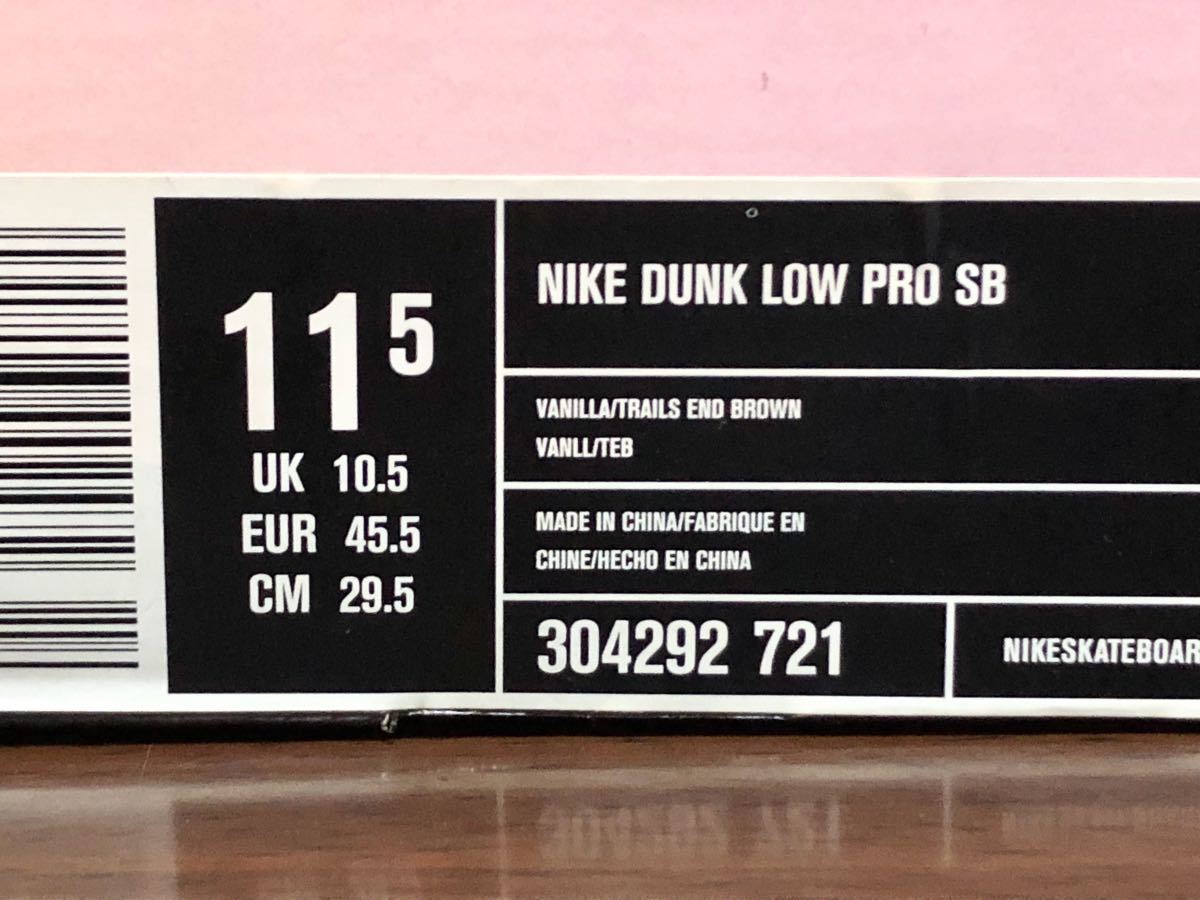 11 5
UK 10.5
EUR 45.5
CM 29.5
NIKE DUNK LOW PRO SB
VANILLA/TRAILS END BROWN
VANLL/TEB
MADE IN CHINA/FABRIQUE EN
CHINE/HECHO EN CHINA
304292 721
NIKESKATEBOAR